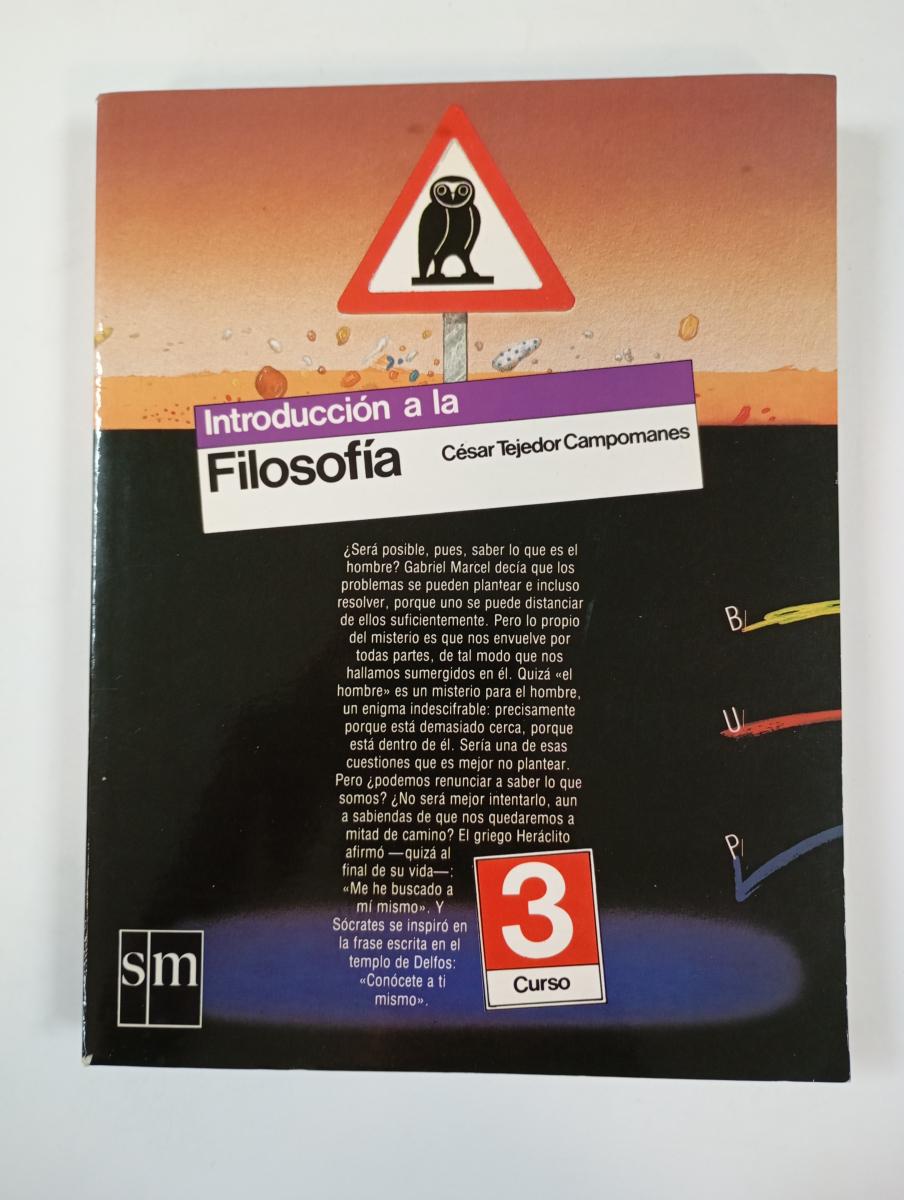 Introducción a la
Filosofía
César Tejedor Campomanes
¿Será posible, pues, saber lo que es el
hombre? Gabriel Marcel decía que los
problemas se pueden plantear e incluso
resolver, porque uno se puede distanciar
de ellos suficientemente. Pero lo propio
del misterio es que nos envuelve por
todas partes, de tal modo que nos
hallamos sumergidos en él. Quizá «el
hombre» es un misterio para el hombre,
un enigma indescifrable: precisamente
porque está demasiado cerca, porque
está dentro de él. Sería una de esas
cuestiones que es mejor no plantear.
Pero ¿podemos renunciar a saber lo que
somos? ¿No será mejor intentarlo, aun
a sabiendas de que nos quedaremos a
mitad de camino? El griego Heráclito
afirmó —quizá al
final de su vida—:
«Me he buscado a
mí mismo». Y
Sócrates se inspiró en
la frase escrita en el
templo de Delfos:
«Conócete a ti
mismo».
B
U
P
3
Curso
sm